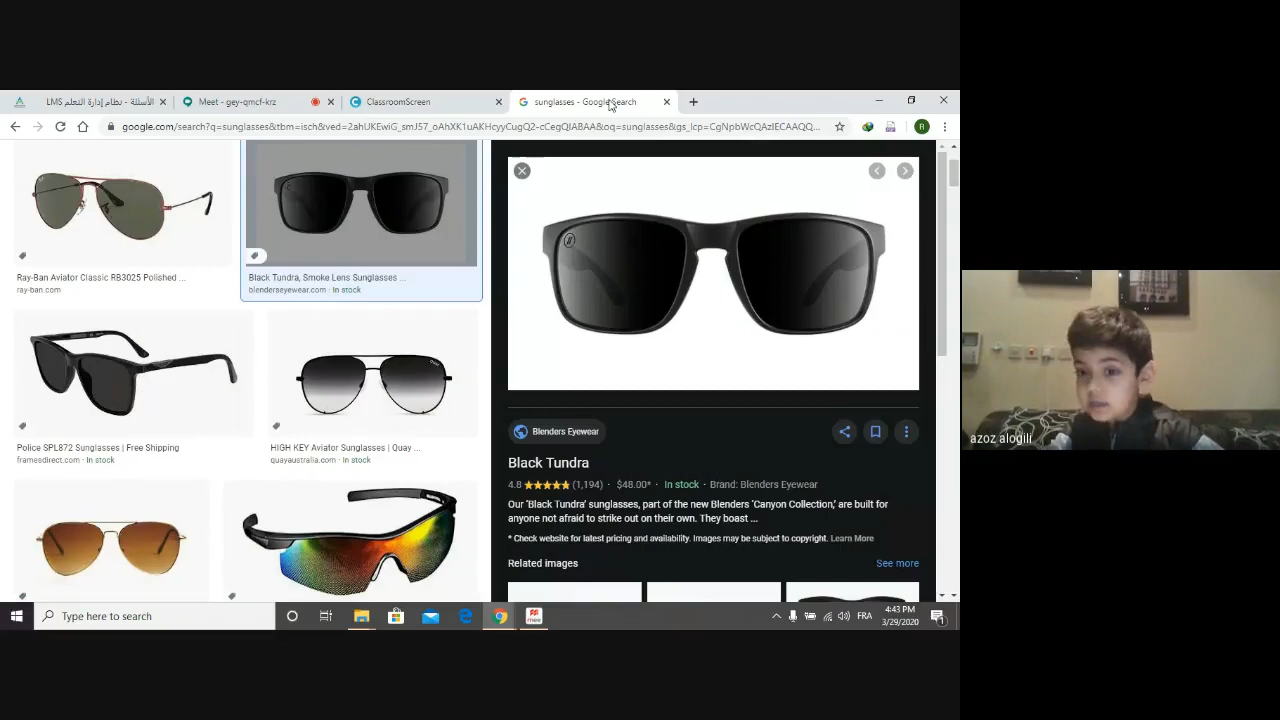 الأسئلة - نظام إدارة التعلم LMS
Meet - gey-qmcf-krz
ClassroomScreen
sunglasses - Google Search
google.com/search?q=sunglasses&tbm=isch&ved=2ahUKEwiG_smJ57_oAhXK1uAKHcyyCugQ2-cCegQIABAA&oq=sunglasses&gs_lcp=CgNpbWcQAzIECAAQQ...
R
Ray-Ban Aviator Classic RB3025 Polished ...
ray-ban.com
Black Tundra, Smoke Lens Sunglasses ...
blenderseyewear.com · In stock
Police SPL872 Sunglasses | Free Shipping
framesdirect.com · In stock
HIGH KEY Aviator Sunglasses | Quay ...
quayaustralia.com · In stock
Blenders Eyewear
Black Tundra
4.8 ★★★★★ (1,194) · $48.00* · In stock · Brand: Blenders Eyewear
Our 'Black Tundra' sunglasses, part of the new Blenders 'Canyon Collection,' are built for
anyone not afraid to strike out on their own. They boast ...
* Check website for latest pricing and availability. Images may be subject to copyright. Learn More
Related images
See more
azoz alogili
Type here to search
FRA
4:43 PM
3/29/2020
1